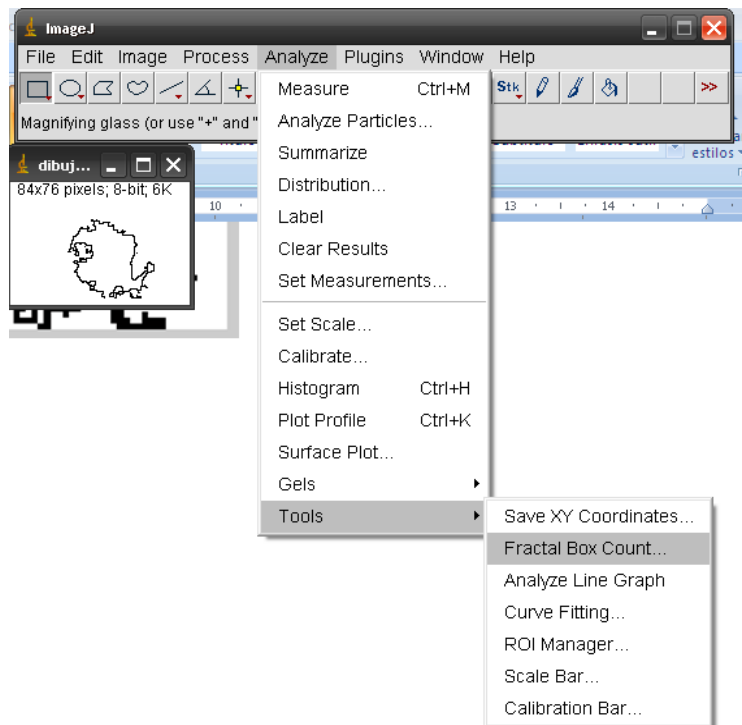 ImageJ
File Edit Image Process Analyze Plugins Window Help
Stk >>
Magnifying glass (or use "+" and "
estilos
dibuj...
84x76 pixels; 8-bit; 6K
10 13 14
Measure Ctrl+M
Analyze Particles...
Summarize
Distribution...
Label
Clear Results
Set Measurements...
Set Scale...
Calibrate...
Histogram Ctrl+H
Plot Profile Ctrl+K
Surface Plot...
Gels
Tools
Save XY Coordinates...
Fractal Box Count...
Analyze Line Graph
Curve Fitting...
ROI Manager...
Scale Bar...
Calibration Bar...